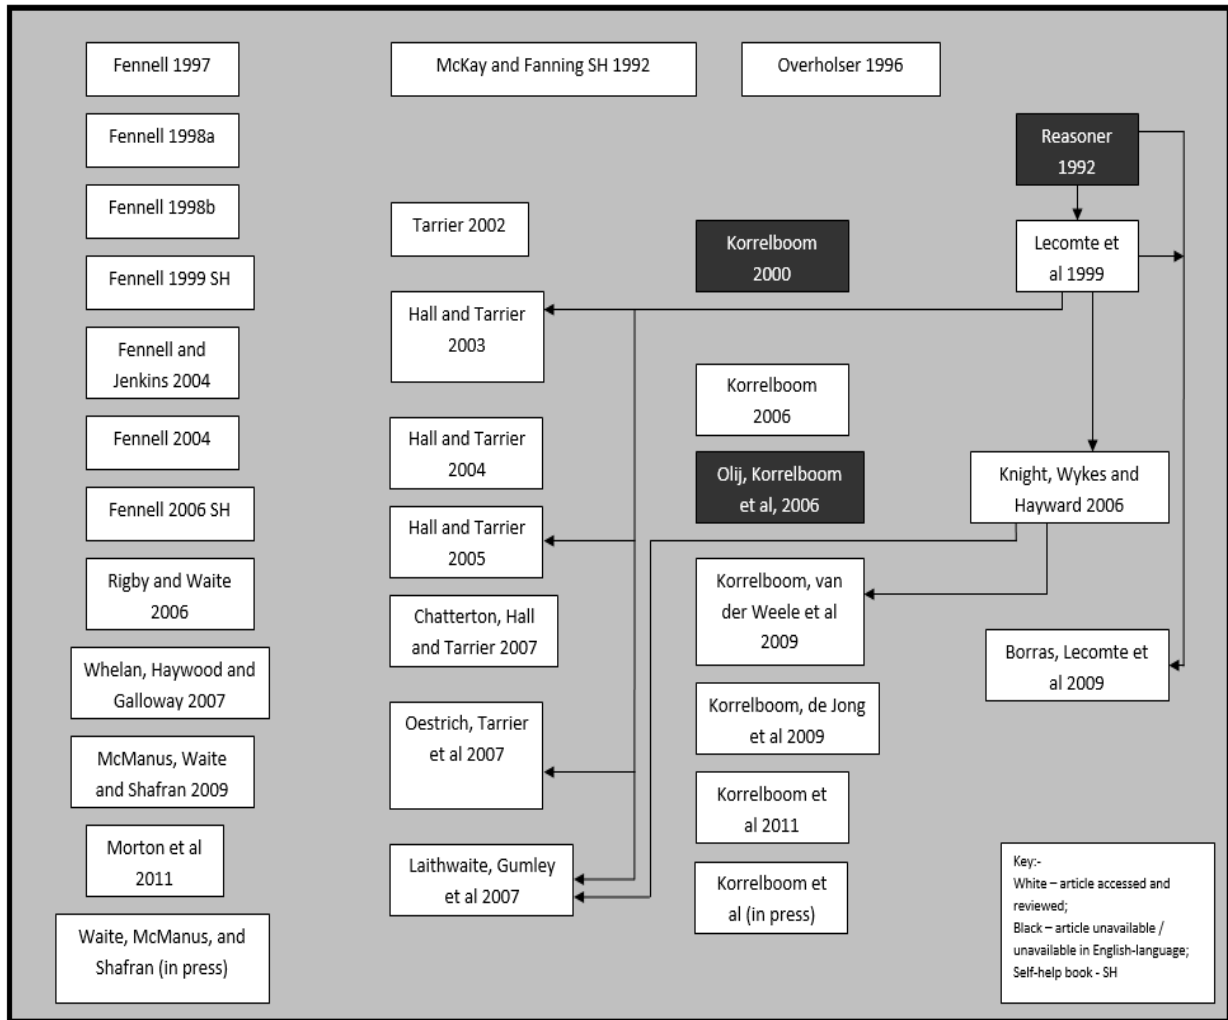 Fennell 1997
McKay and Fanning SH 1992
Overholser 1996
Fennell 1998a
Reasoner
1992
Fennell 1998b
Tarrier 2002
Korrelboom
2000
Lecomte et
al 1999
Fennell 1999 SH
Hall and Tarrier
2003
Fennell and
Jenkins 2004
Korrelboom
2006
Fennell 2004
Hall and Tarrier
2004
Olij, Korrelboom
et al, 2006
Knight, Wykes and
Hayward 2006
Fennell 2006 SH
Hall and Tarrier
2005
Rigby and Waite
2006
Korrelboom, van
der Weele et al
2009
Chatterton, Hall
and Tarrier 2007
Borras, Lecomte et
al 2009
Whelan, Haywood and
Galloway 2007
Oestrich, Tarrier
et al 2007
Korrelboom, de Jong
et al 2009
McManus, Waite
and Shafran 2009
Korrelboom et
al 2011
Morton et al
2011
Laithwaite, Gumley
et al 2007
Korrelboom et
al (in press)
Waite, McManus, and
Shafran (in press)
Key:-
White – article accessed and
reviewed;
Black – article unavailable /
unavailable in English-language;
Self-help book - SH